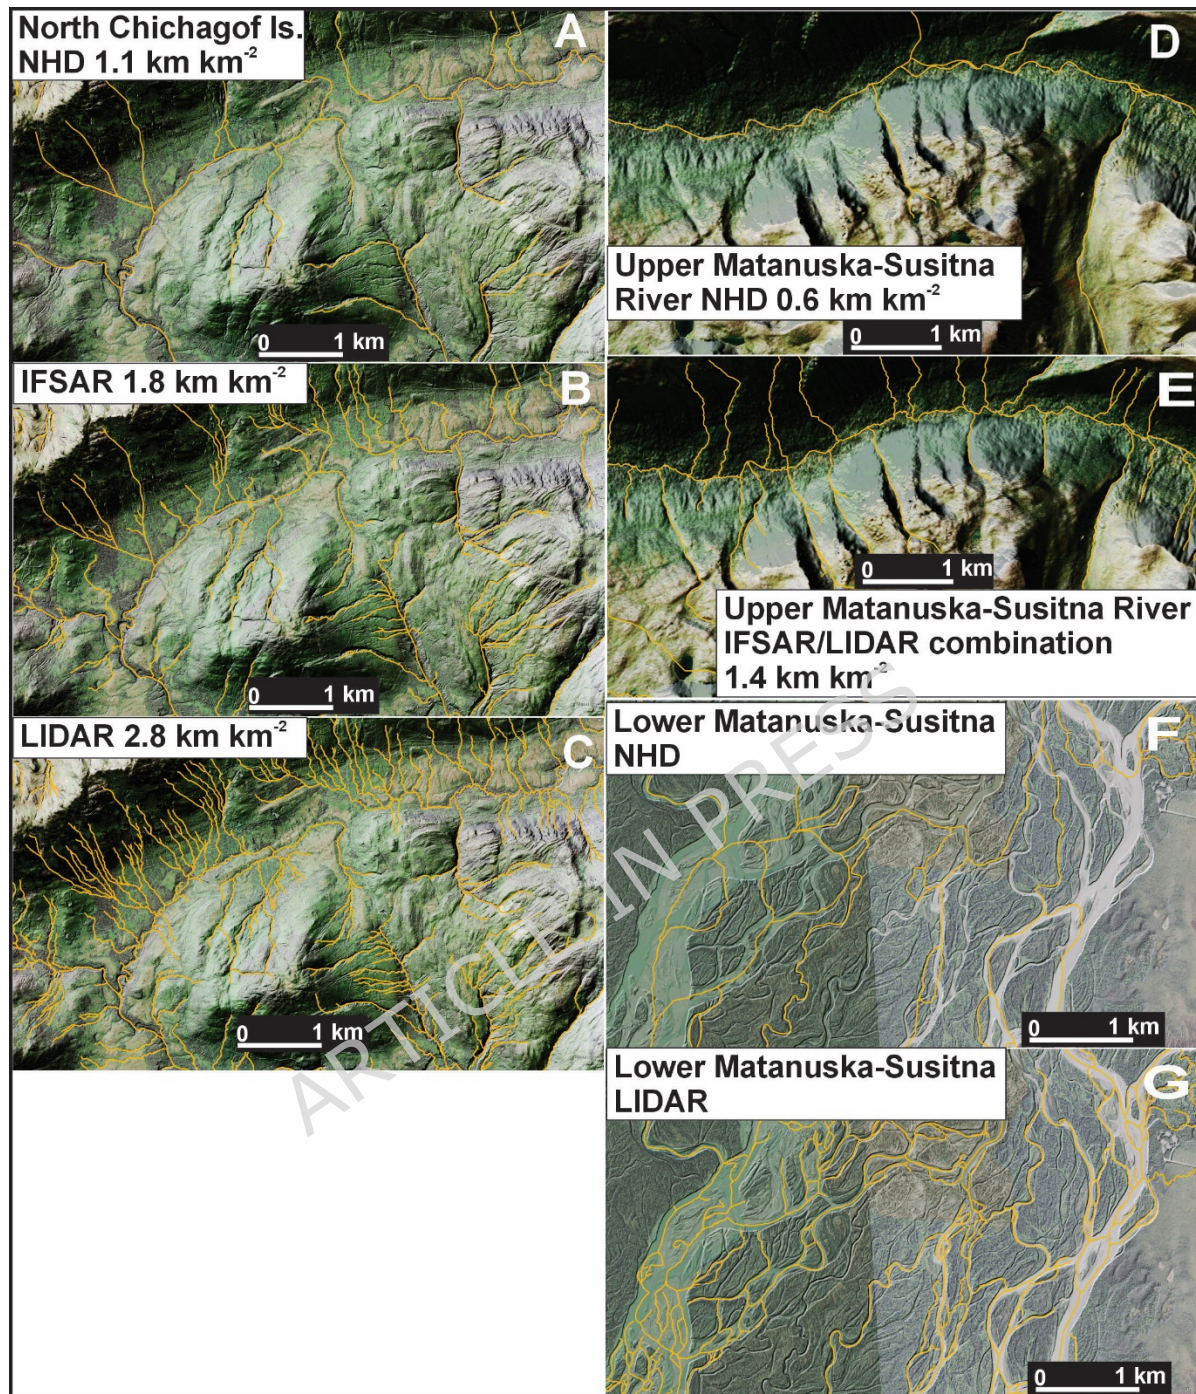 North Chichagof Is.
NHD 1.1 km km-2
A
0 1 km
IFSAR 1.8 km km-2
B
0 1 km
LIDAR 2.8 km km-2
C
0 1 km
D
Upper Matanuska-Susitna
River NHD 0.6 km km-2
0 1 km
E
0 1 km
Upper Matanuska-Susitna River
IFSAR/LIDAR combination
1.4 km km-2
Lower Matanuska-Susitna
NHD
F
0 1 km
Lower Matanuska-Susitna
LIDAR
G
0 1 km
ARTICLE IN PRESS